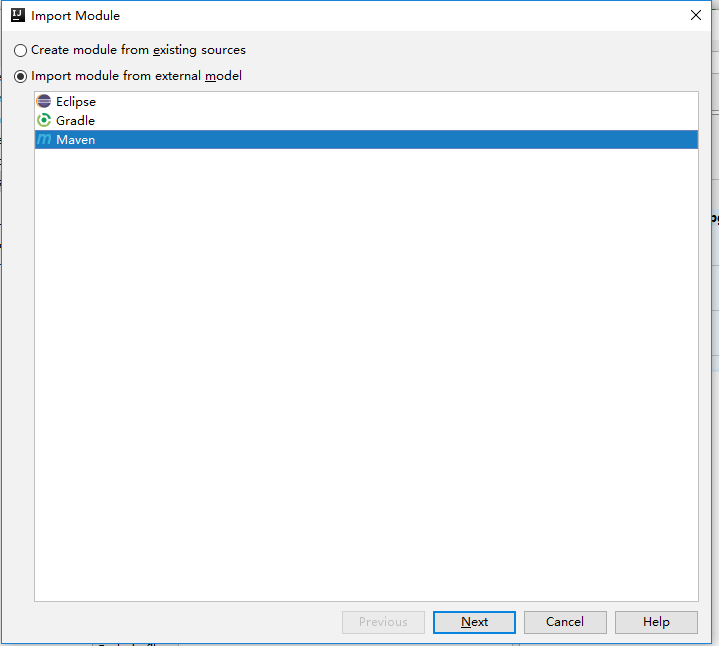 Import Module
Create module from existing sources
Import module from external model
Eclipse
Gradle
Maven
Previous
Next
Cancel
Help